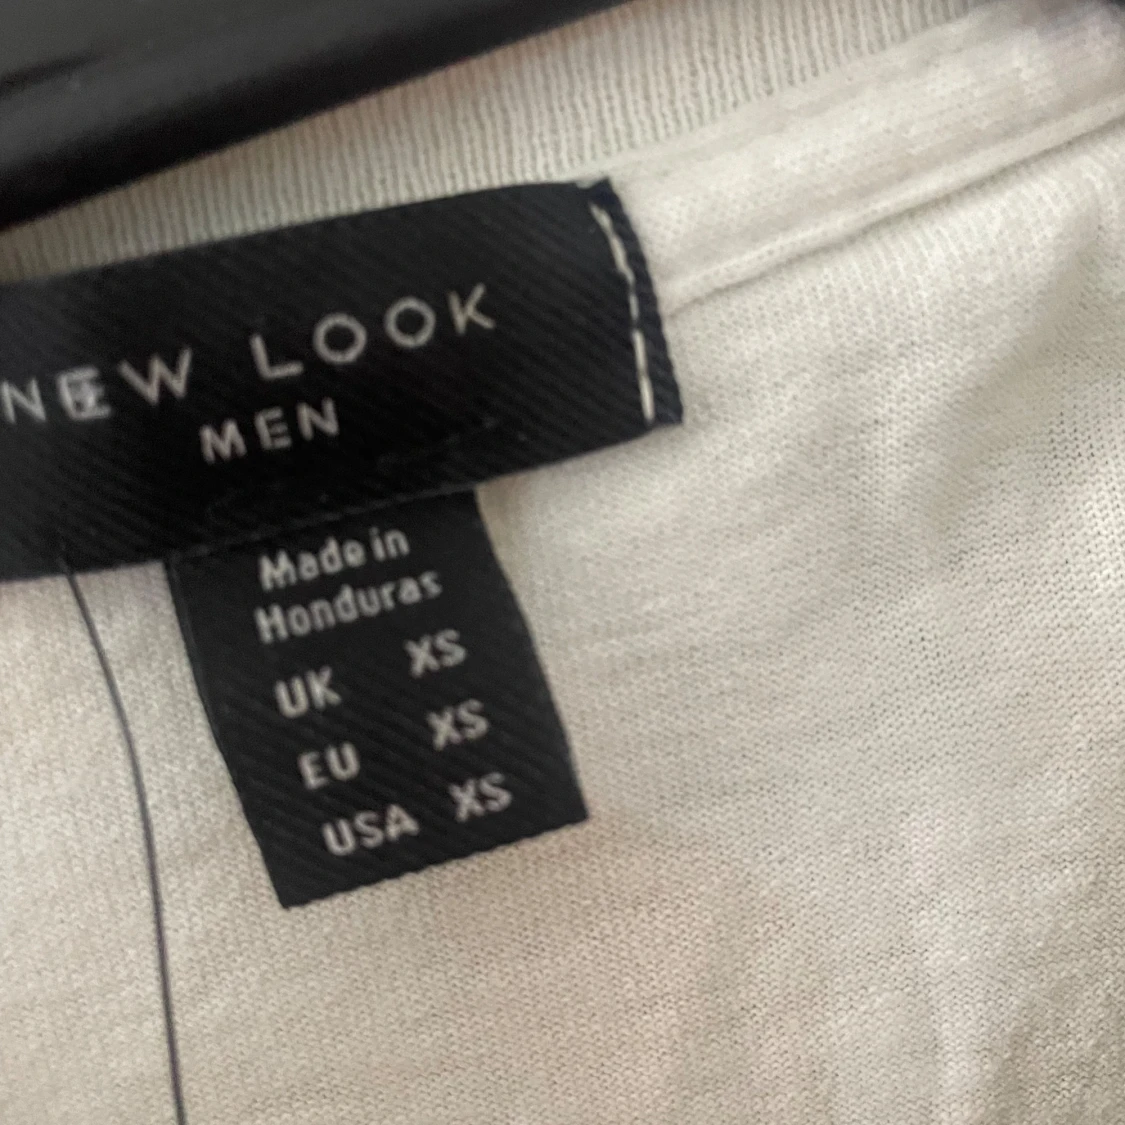 NEW LOOK
MEN
Made in
Honduras
UK XS
EU XS
USA XS